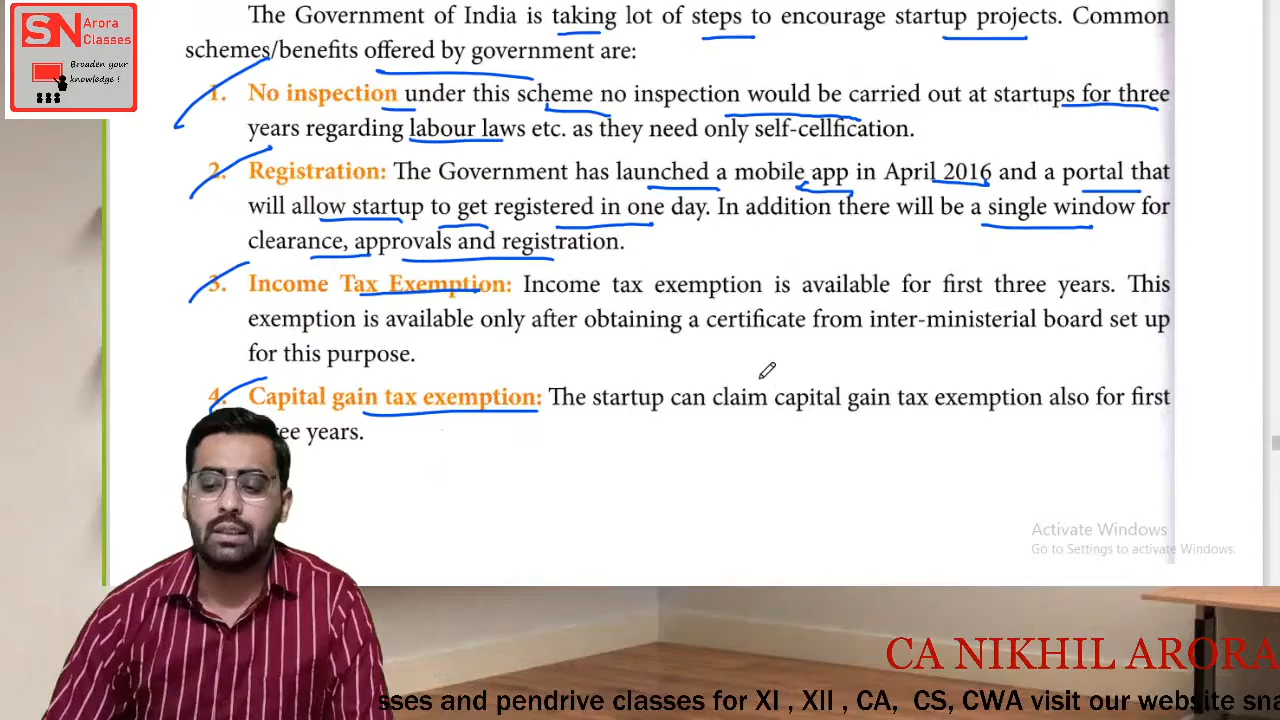 SN Arora Classes
Broaden your knowledge !
The Government of India is taking lot of steps to encourage startup projects. Common
schemes/benefits offered by government are:
1. No inspection under this scheme no inspection would be carried out at startups for three
years regarding labour laws etc. as they need only self-cellfication.
2. Registration: The Government has launched a mobile app in April 2016 and a portal that
will allow startup to get registered in one day. In addition there will be a single window for
clearance, approvals and registration.
3. Income Tax Exemption: Income tax exemption is available for first three years. This
exemption is available only after obtaining a certificate from inter-ministerial board set up
for this purpose.
4. Capital gain tax exemption: The startup can claim capital gain tax exemption also for first
years.
Activate Windows
Go to Settings to activate Windows.
CA NIKHIL ARORA
and pendrive classes for XI , XII , CA, CS, CWA visit our website